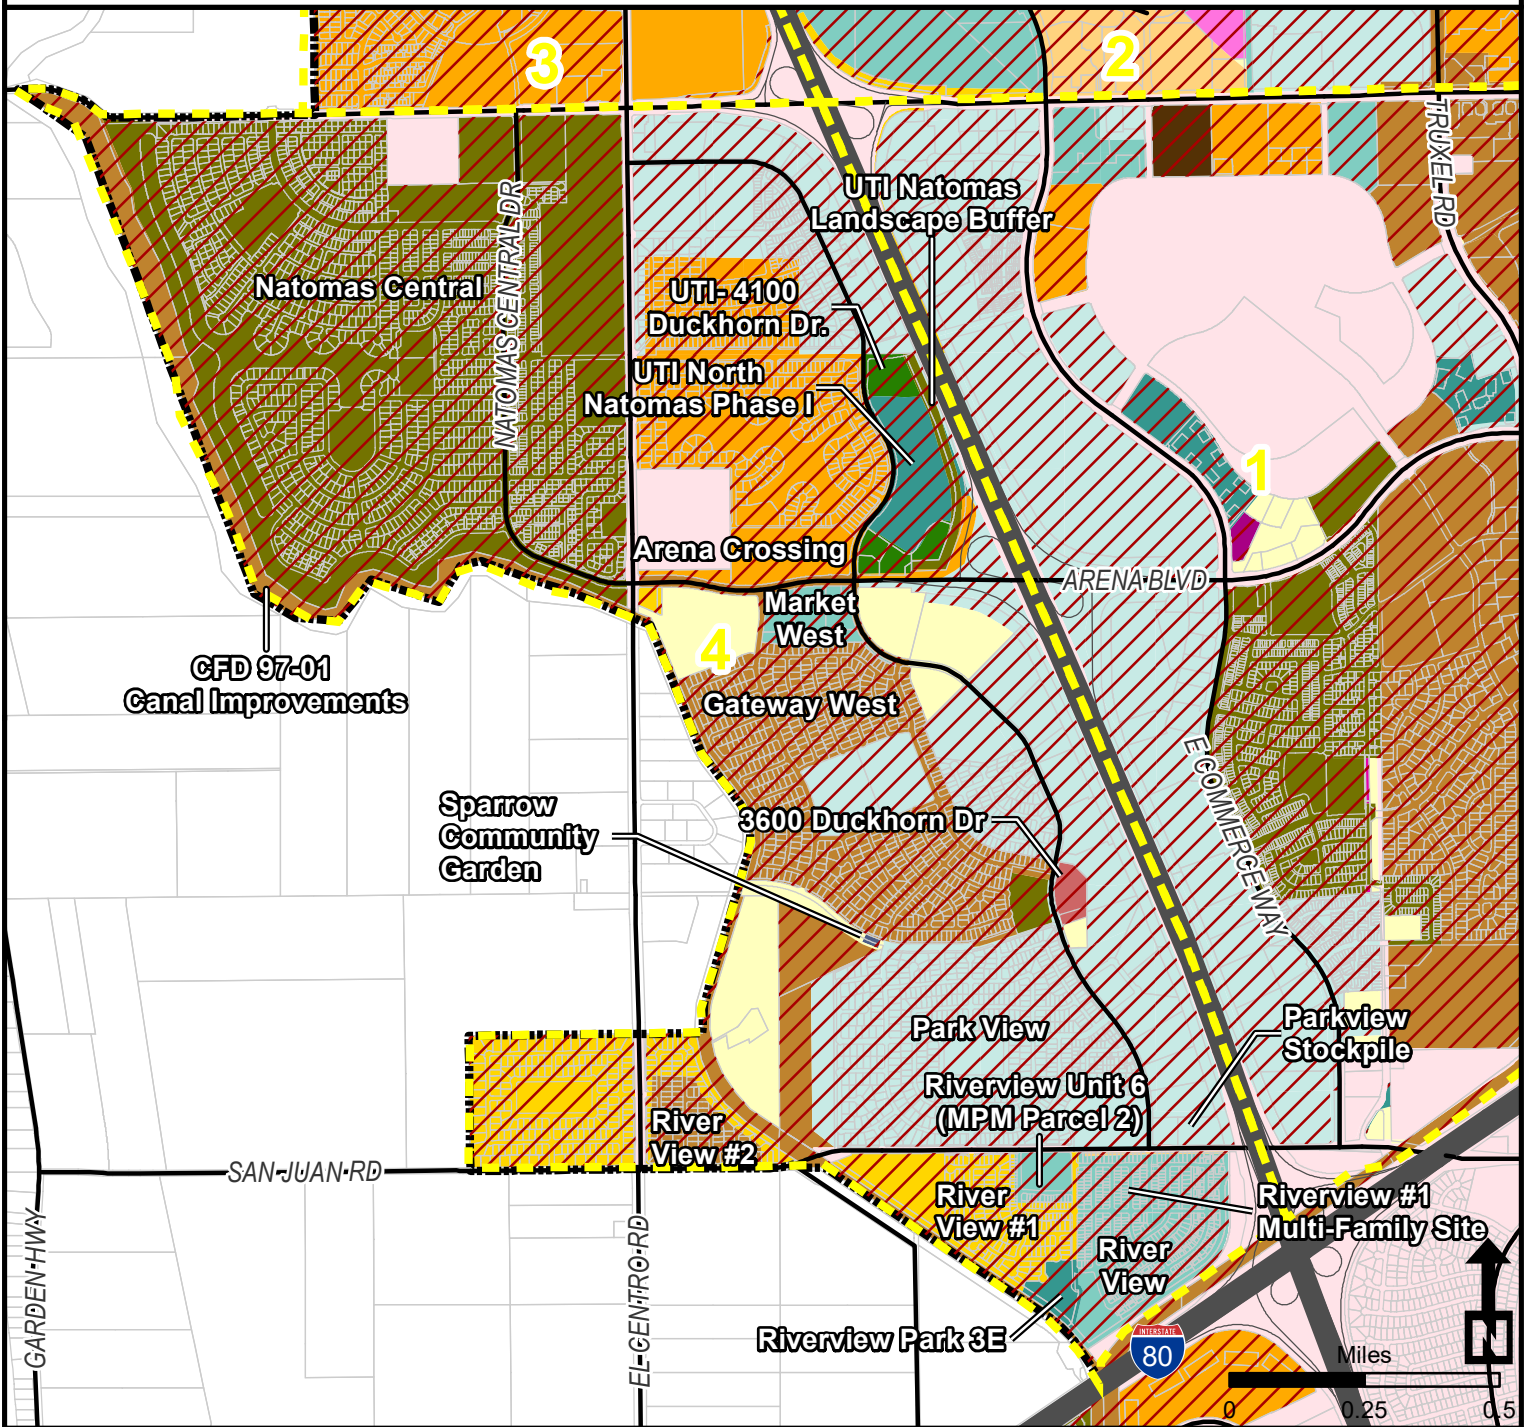 3
2
TRUXEL RD
UTI Natomas
Landscape Buffer
NATOMAS CENTRAL DR
Natomas Central
UTI- 4100
Duckhorn Dr.
UTI North
Natomas Phase I
1
Arena Crossing
ARENA BLVD
Market
West
4
CFD 97-01
Canal Improvements
Gateway West
E COMMERCE WAY
Sparrow
Community
Garden
3600 Duckhorn Dr
Park View
Parkview
Stockpile
Riverview Unit 6
(MPM Parcel 2)
River
View #2
SAN JUAN RD
River
View #1
Riverview #1
Multi-Family Site
GARDEN HWY
EL CENTRO RD
River
View
Riverview Park 3E
INTERSTATE
80
N
Miles
0
0.25
0.5